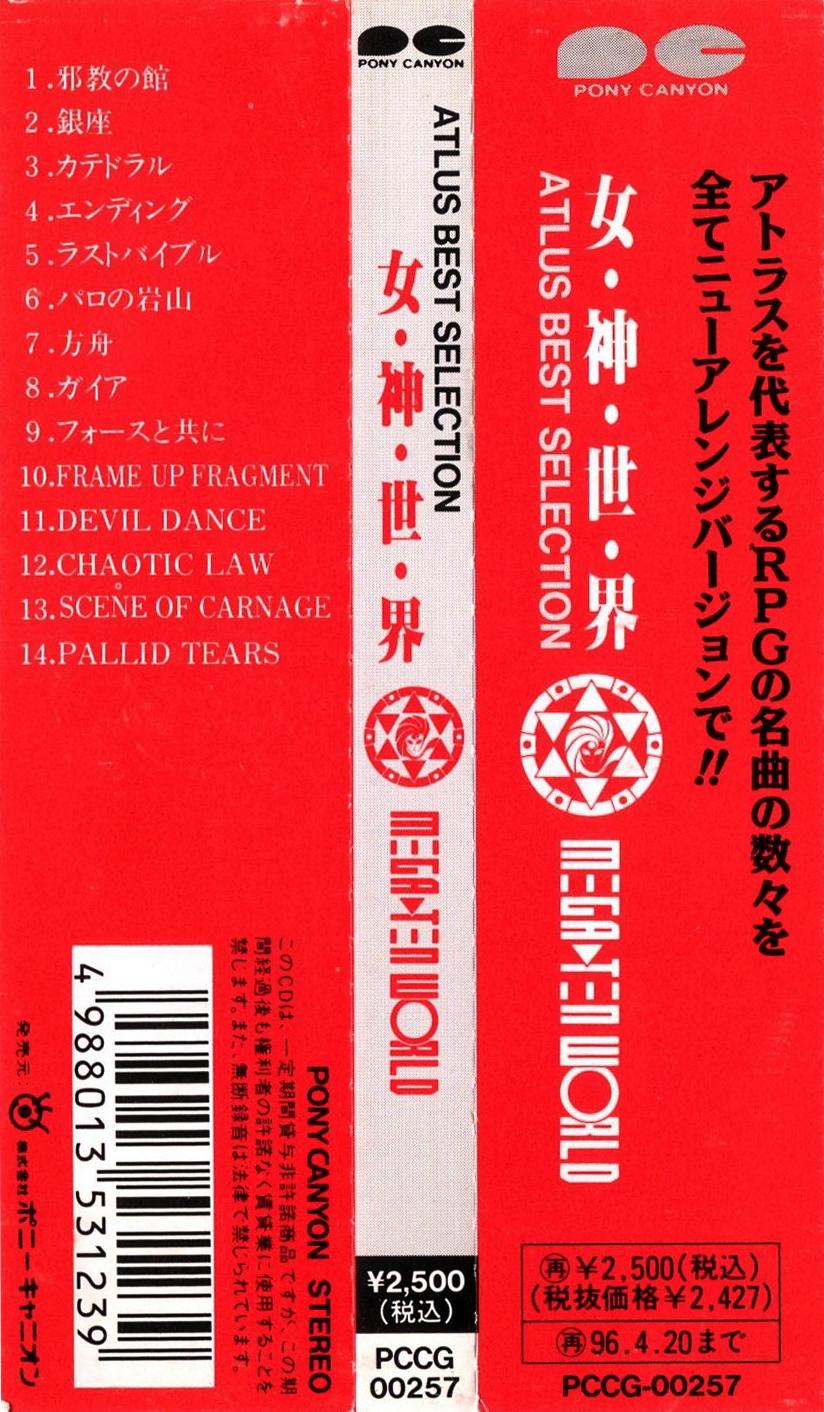 1.邪教の館
2.銀座
3.カテドラル
4.エンディング
5.ラストバイブル
6.パロの岩山
7.方舟
8.ガイア
9.フォースと共に
10.FRAME UP FRAGMENT
11.DEVIL DANCE
12.CHAOTIC LAW
13.SCENE OF CARNAGE
14.PALLID TEARS
PONY CANYON STEREO
このCDは、一定期間貸与非許諾商品ですが、この期
間経過後も権利者の許諾なく賃貸業に使用することを
禁じます。また、無断録音は法律で禁じられています。
4 988013 531239
発売元:株式会社ポニーキャニオン
PONY CANYON
ATLUS BEST SELECTION
女・神・世・界
MEGA TEN WORLD
¥2,500
(税込)
PCCG
00257
PONY CANYON
アトラスを代表するRPGの名曲の数々を
全てニューアレンジバージョンで!!
女・神・世・界
ATLUS BEST SELECTION
MEGA TEN WORLD
再¥2,500(税込)
(税抜価格¥2,427)
再96.4.20まで
PCCG-00257